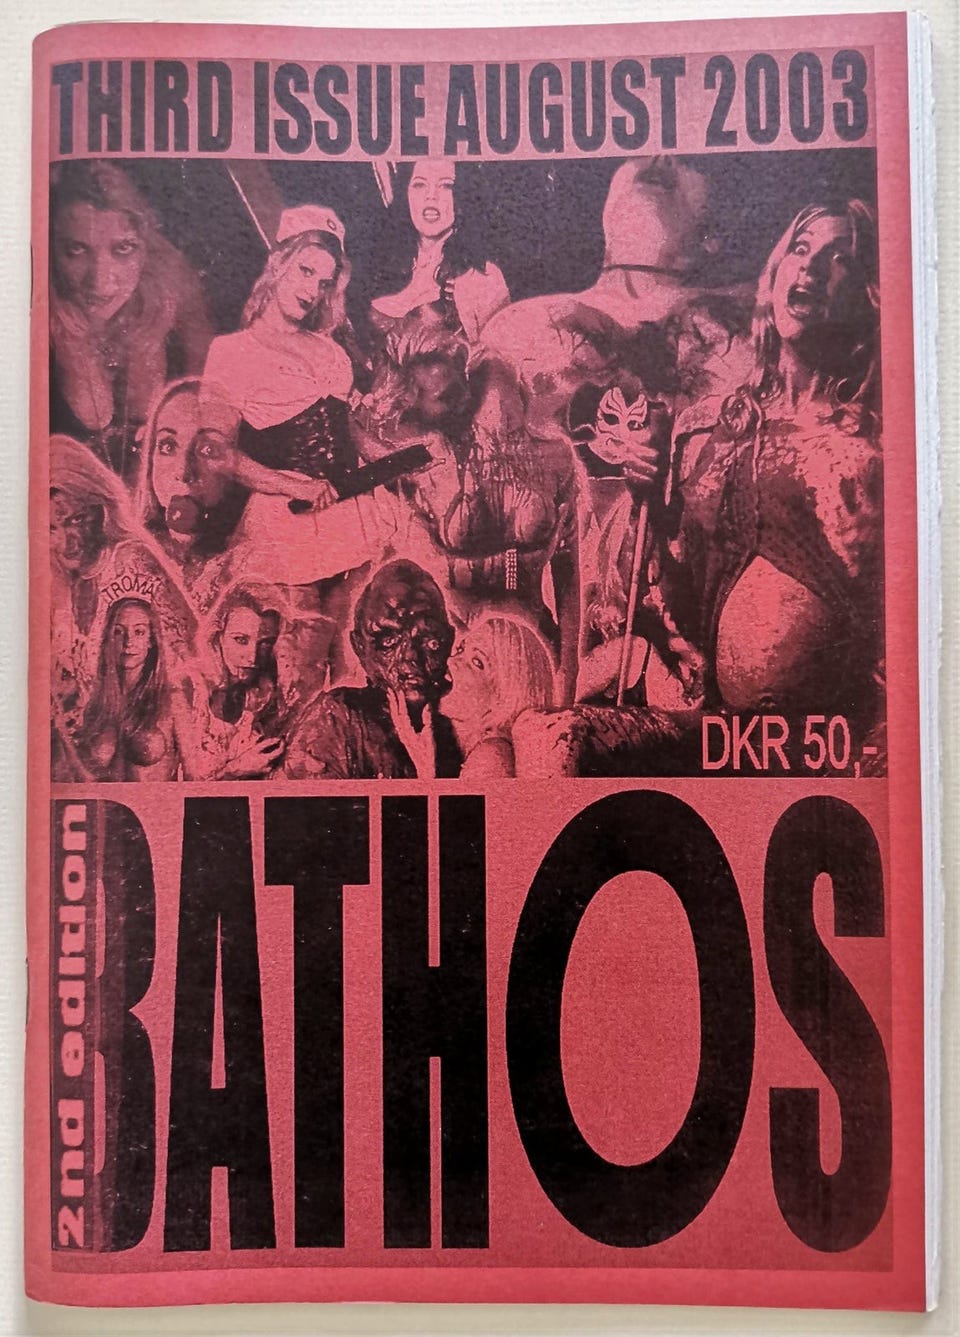 THIRD ISSUE AUGUST 2003
TROMA
DKR 50,-
2nd edition
BATHOS